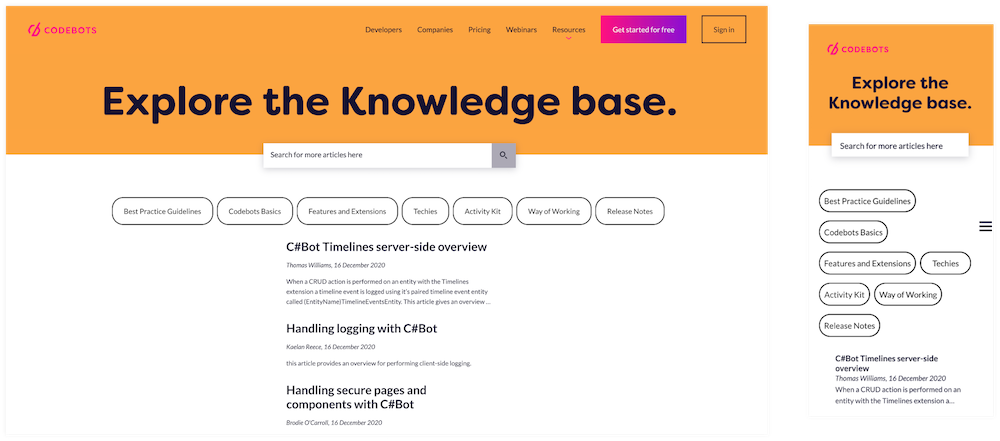 CODEBOTS
Developers Companies Pricing Webinars Resources Get started for free Sign in
Explore the Knowledge base.
Search for more articles here
Best Practice Guidelines Codebots Basics Features and Extensions Techies Activity Kit Way of Working Release Notes
C#Bot Timelines server-side overview
Thomas Williams, 16 December 2020
When a CRUD action is performed on an entity with the Timelines
extension a timeline event is logged using it's paired timeline event entity
called {EntityName}TimelineEventsEntity. This article gives an overview ...
Handling logging with C#Bot
Kaelan Reece, 16 December 2020
this article provides an overview for performing client-side logging.
Handling secure pages and
components with C#Bot
Brodie O'Carroll, 16 December 2020
CODEBOTS
Explore the
Knowledge base.
Search for more articles here
Best Practice Guidelines
Codebots Basics
Features and Extensions Techies
Activity Kit Way of Working
Release Notes
C#Bot Timelines server-side
overview
Thomas Williams, 16 December 2020
When a CRUD action is performed on an
entity with the Timelines extension a...